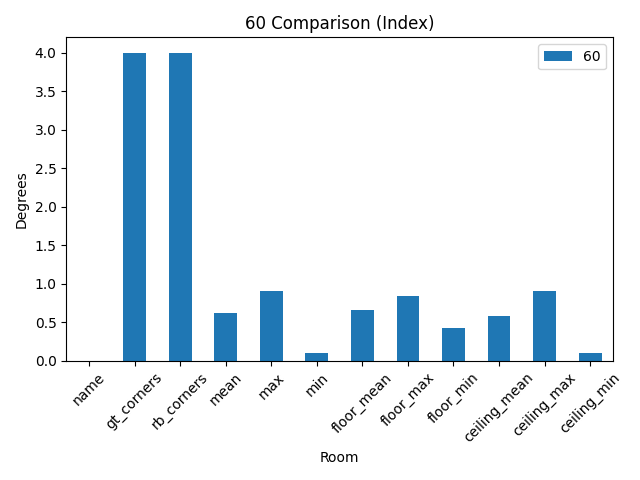 60 Comparison (Index)
60
Degrees
4.0
3.5
3.0
2.5
2.0
1.5
1.0
0.5
0.0
name
gt_corners
rb_corners
mean
max
min
floor_mean
floor_max
floor_min
ceiling_mean
ceiling_max
ceiling_min
Room